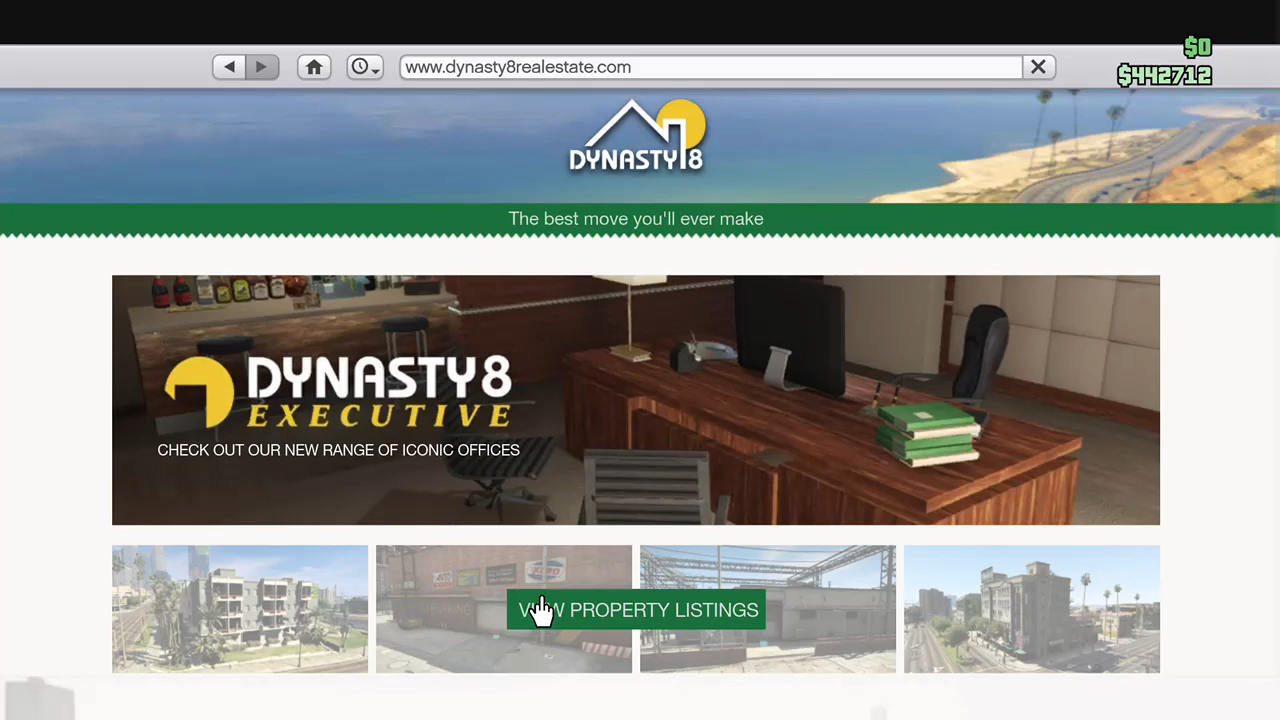 $0
www.dynasty8realestate.com
$442712
DYNASTY8
The best move you'll ever make
DYNASTY8
EXECUTIVE
CHECK OUT OUR NEW RANGE OF ICONIC OFFICES
VIEW PROPERTY LISTINGS